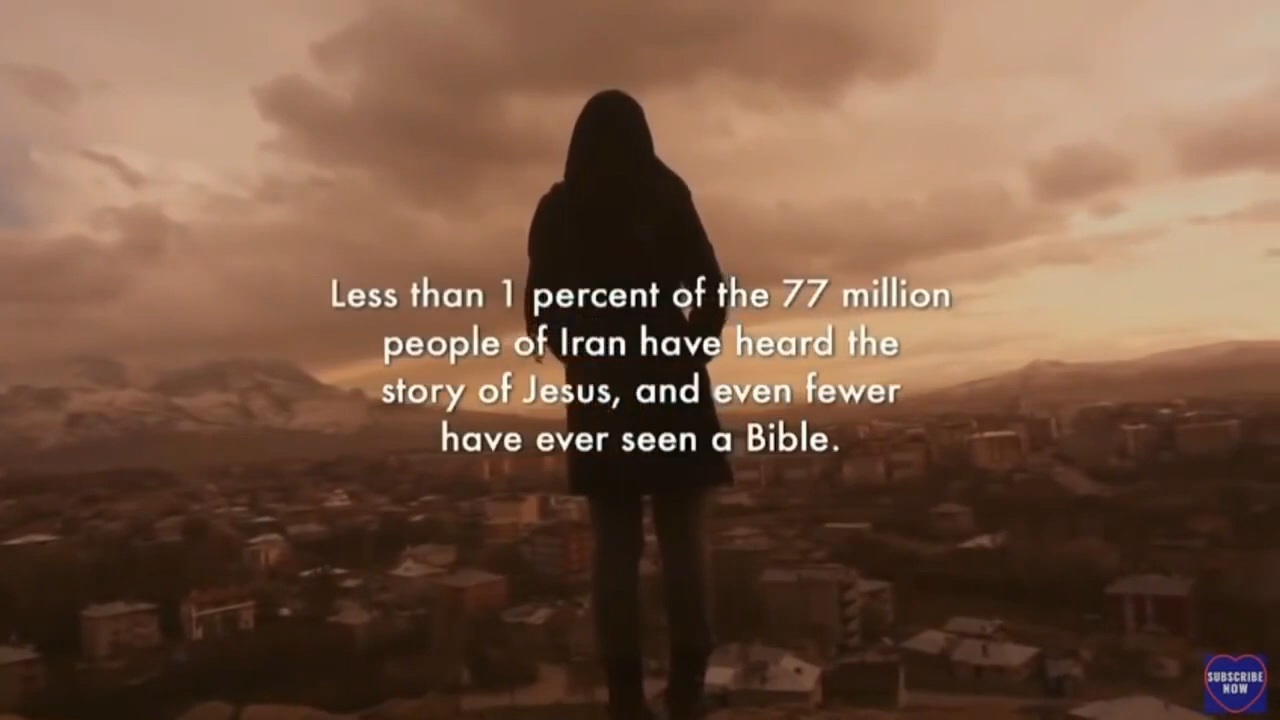 Less than 1 percent of the 77 million
people of Iran have heard the
story of Jesus, and even fewer
have ever seen a Bible.
SUBSCRIBE
NOW